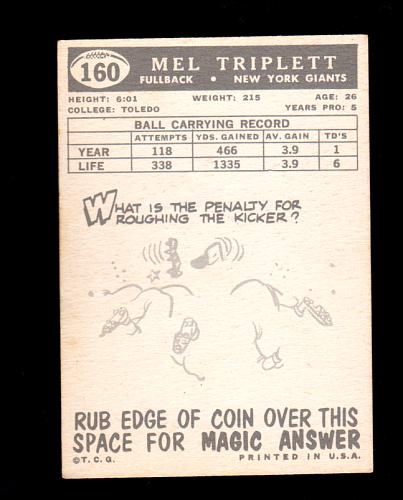 160
MEL TRIPLETT
FULLBACK • NEW YORK GIANTS
HEIGHT: 6:01 WEIGHT: 215 AGE: 26
COLLEGE: TOLEDO YEARS PRO: 5
BALL CARRYING RECORD
ATTEMPTS YDS. GAINED AV. GAIN TD'S
YEAR 118 466 3.9 1
LIFE 338 1335 3.9 6
WHAT IS THE PENALTY FOR
ROUGHING THE KICKER?
RUB EDGE OF COIN OVER THIS
SPACE FOR MAGIC ANSWER
©T.C.G. PRINTED IN U.S.A.